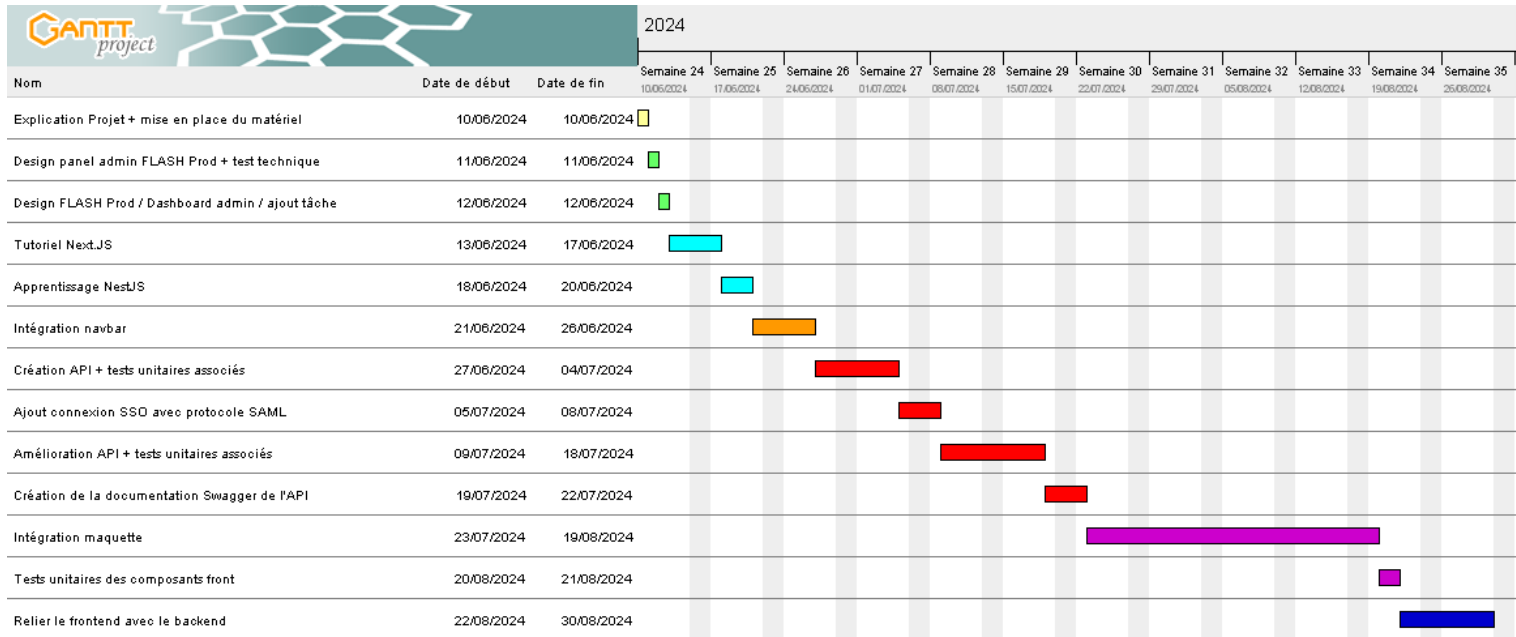 GANTT
project
2024
Nom Date de début Date de fin
Semaine 24 Semaine 25 Semaine 26 Semaine 27 Semaine 28 Semaine 29 Semaine 30 Semaine 31 Semaine 32 Semaine 33 Semaine 34 Semaine 35
10/06/2024 17/06/2024 24/06/2024 01/07/2024 08/07/2024 15/07/2024 22/07/2024 29/07/2024 05/08/2024 12/08/2024 19/08/2024 26/08/2024
Explication Projet + mise en place du matériel 10/06/2024 10/06/2024
Design panel admin FLASH Prod + test technique 11/06/2024 11/06/2024
Design FLASH Prod / Dashboard admin / ajout tâche 12/06/2024 12/06/2024
Tutoriel Next.JS 13/06/2024 17/06/2024
Apprentissage NestJS 18/06/2024 20/06/2024
Intégration navbar 21/06/2024 26/06/2024
Création API + tests unitaires associés 27/06/2024 04/07/2024
Ajout connexion SSO avec protocole SAML 05/07/2024 08/07/2024
Amélioration API + tests unitaires associés 09/07/2024 18/07/2024
Création de la documentation Swagger de l'API 19/07/2024 22/07/2024
Intégration maquette 23/07/2024 19/08/2024
Tests unitaires des composants front 20/08/2024 21/08/2024
Relier le frontend avec le backend 22/08/2024 30/08/2024